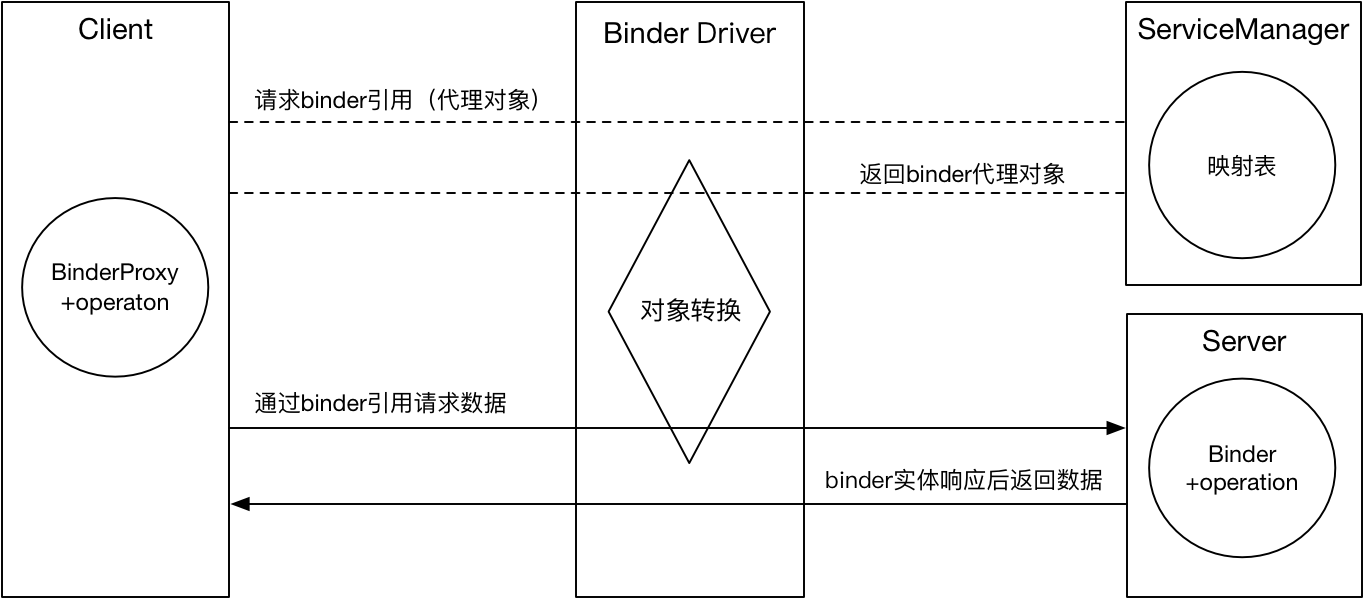 Client
Binder Driver
ServiceManager
请求binder引用（代理对象）
返回binder代理对象
映射表
BinderProxy
+operaton
对象转换
Server
通过binder引用请求数据
Binder
+operation
binder实体响应后返回数据